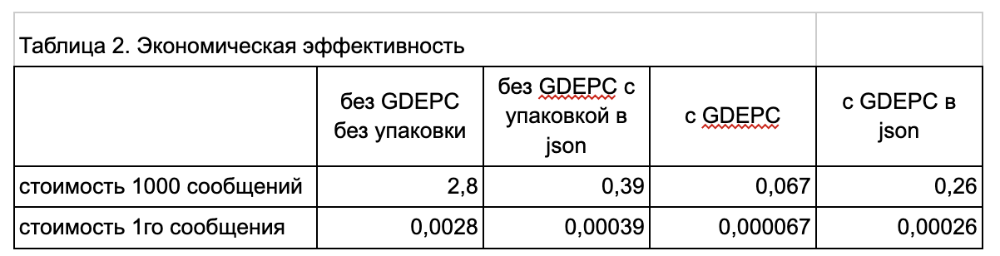 Таблица 2. Экономическая эффективность
без GDEPC
без упаковки
без GDEPC с
упаковкой в
json
с GDEPC
с GDEPC в
json
стоимость 1000 сообщений 2,8 0,39 0,067 0,26
стоимость 1го сообщения 0,0028 0,00039 0,000067 0,00026